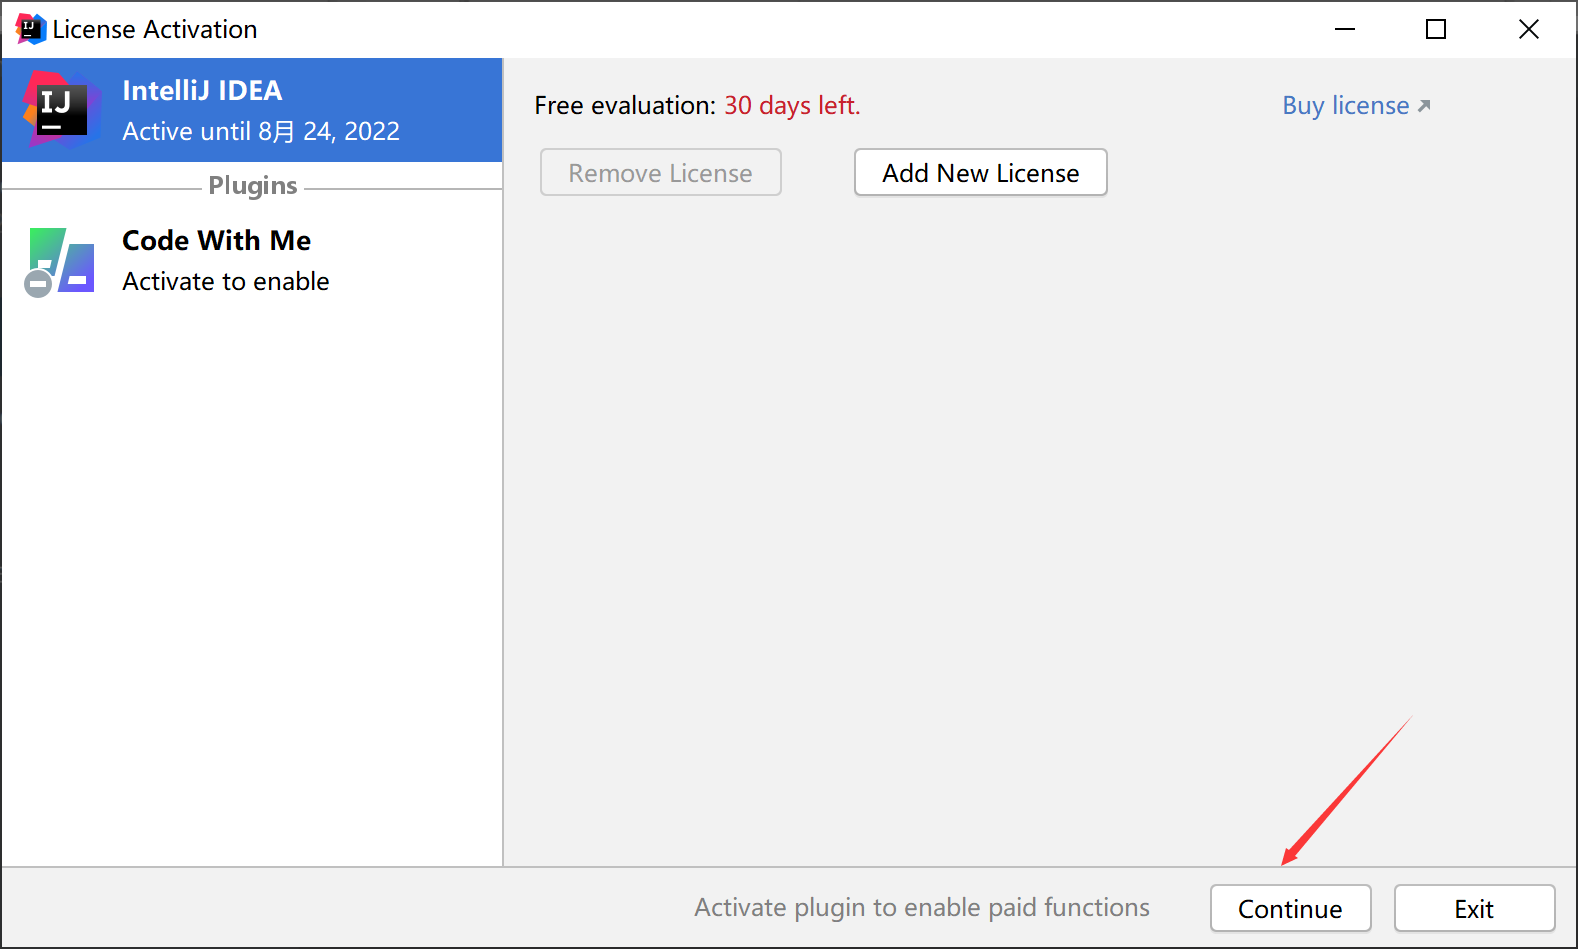 License Activation
IntelliJ IDEA
Active until 8月 24, 2022
Plugins
Code With Me
Activate to enable
Free evaluation: 30 days left.
Buy license
Remove License
Add New License
Activate plugin to enable paid functions
Continue
Exit